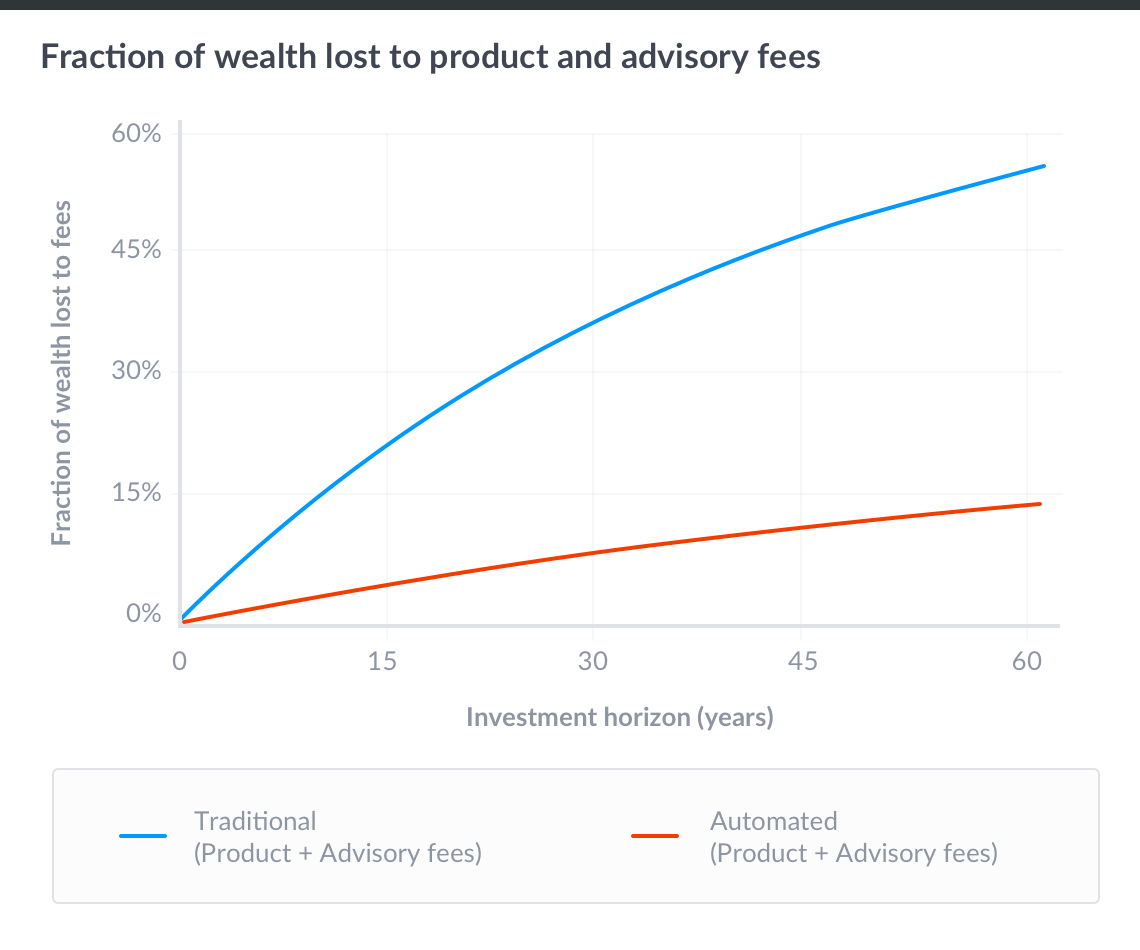 Fraction of wealth lost to product and advisory fees
60%
45%
30%
15%
0%
Fraction of wealth lost to fees
0 15 30 45 60
Investment horizon (years)
Traditional
(Product + Advisory fees)
Automated
(Product + Advisory fees)